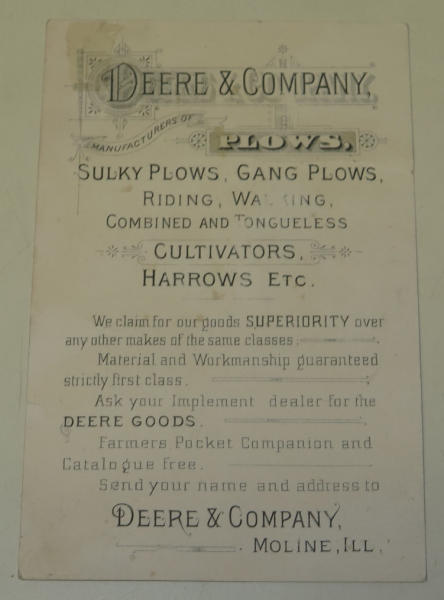 DEERE & COMPANY,
MANUFACTURERS OF
PLOWS,
SULKY PLOWS, GANG PLOWS,
RIDING, WALKING,
COMBINED AND TONGUELESS
CULTIVATORS,
HARROWS ETC.
We claim for our goods SUPERIORITY over
any other makes of the same classes;
Material and Workmanship guaranteed
strictly first class.
Ask your Implement dealer for the
DEERE GOODS.
Farmers Pocket Companion and
Catalogue free.
Send your name and address to
DEERE & COMPANY,
MOLINE, ILL,